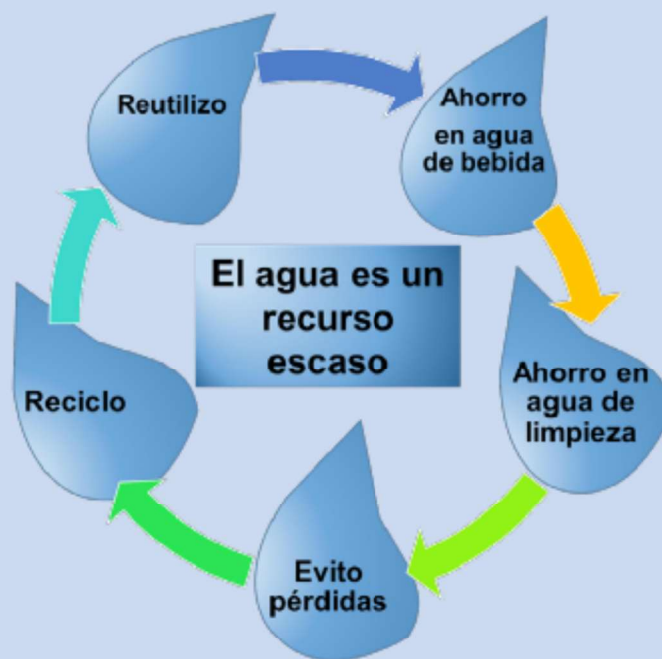 Reutilizo
Ahorro
en agua
de bebida
El agua es un
recurso
escaso
Reciclo
Ahorro en
agua de
limpieza
Evito
pérdidas